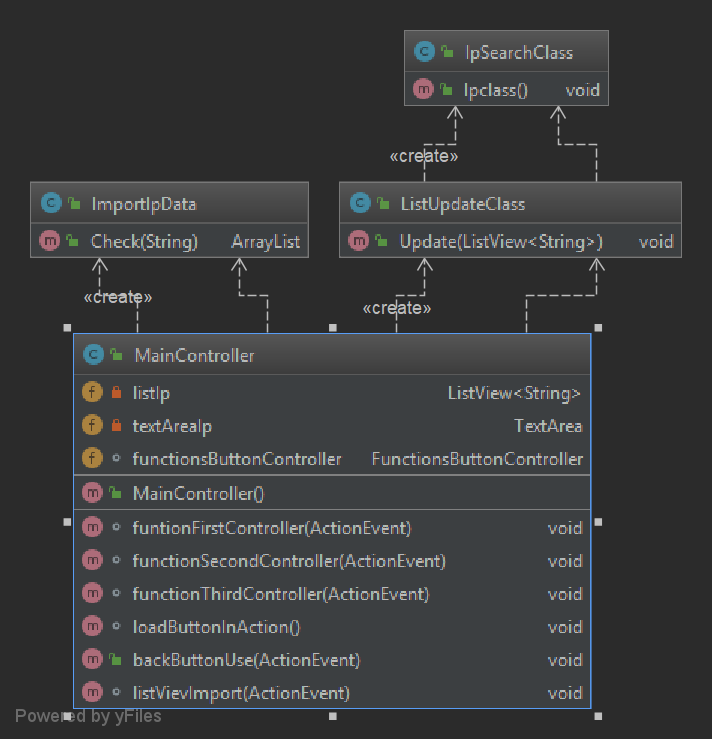 IpSearchClass
Ipclass() void
«create»
ImportIpData
Check(String) ArrayList
ListUpdateClass
Update(ListView<String>) void
«create»
«create»
MainController
listIp ListView<String>
textAreaIp TextArea
functionsButtonController FunctionsButtonController
MainController()
funtionFirstController(ActionEvent) void
functionSecondController(ActionEvent) void
functionThirdController(ActionEvent) void
loadButtonInAction() void
backButtonUse(ActionEvent) void
listVievImport(ActionEvent) void
Powered by yFiles